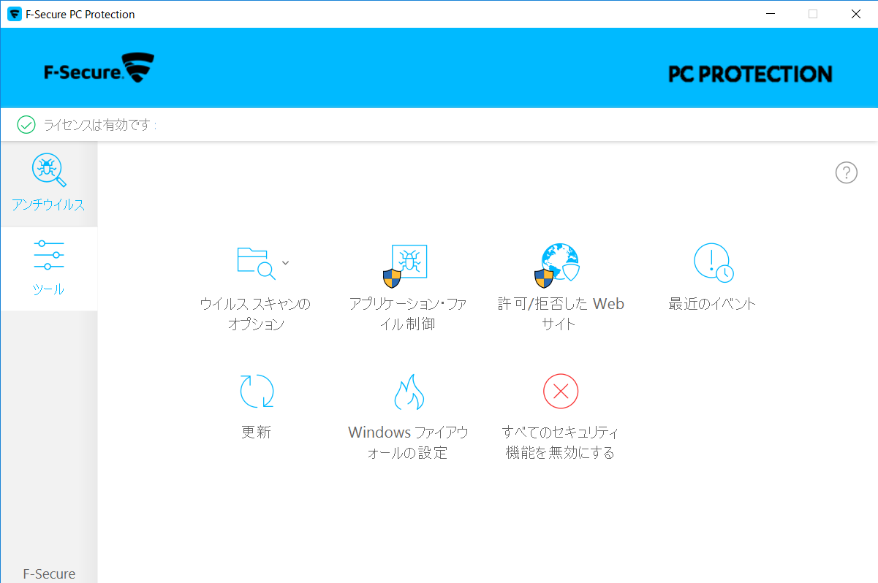 F-Secure PC Protection
F-Secure.
PC PROTECTION
ライセンスは有効です :
アンチウイルス
ツール
ウイルス スキャンの
オプション
アプリケーション・ファ
イル制御
許可/拒否した Web
サイト
最近のイベント
更新
Windows ファイアウ
ォールの設定
すべてのセキュリティ
機能を無効にする
F-Secure